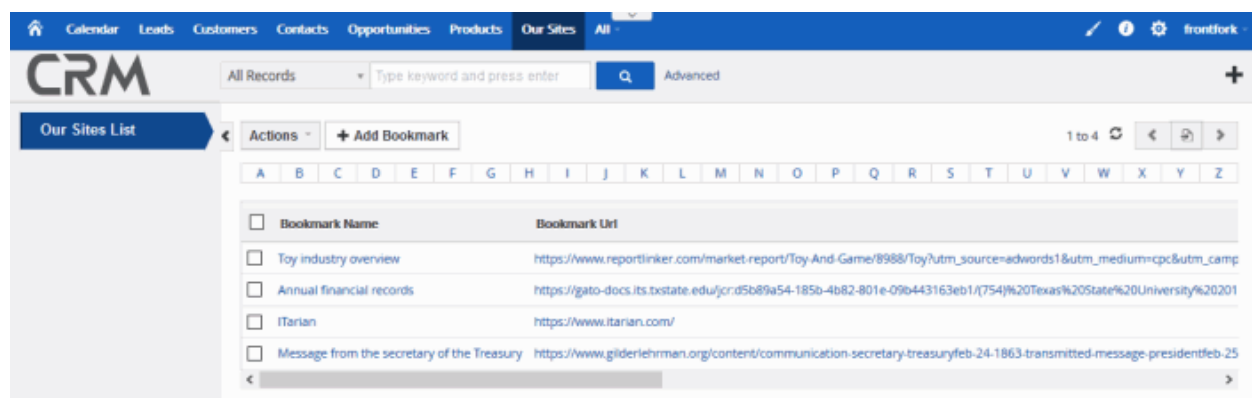 Calendar Leads Customers Contacts Opportunities Products Our Sites All frontfork
CRM All Records Type keyword and press enter Advanced
Our Sites List Actions + Add Bookmark 1 to 4
A B C D E F G H I J K L M N O P Q R S T U V W X Y Z
Bookmark Name Bookmark Url
Toy industry overview https://www.reportlinker.com/market-report/Toy-And-Game/8988/Toy?utm_source=adwords1&utm_medium=cpc&utm_camp
Annual financial records https://gato-docs.its.txstate.edu/jcr:d5b89a54-185b-4b82-801e-09b443163eb1/(754)%20Texas%20State%20University%20201
ITarian https://www.itarian.com/
Message from the secretary of the Treasury https://www.gilderlehrman.org/content/communication-secretary-treasuryfeb-24-1863-transmitted-message-presidentfeb-25